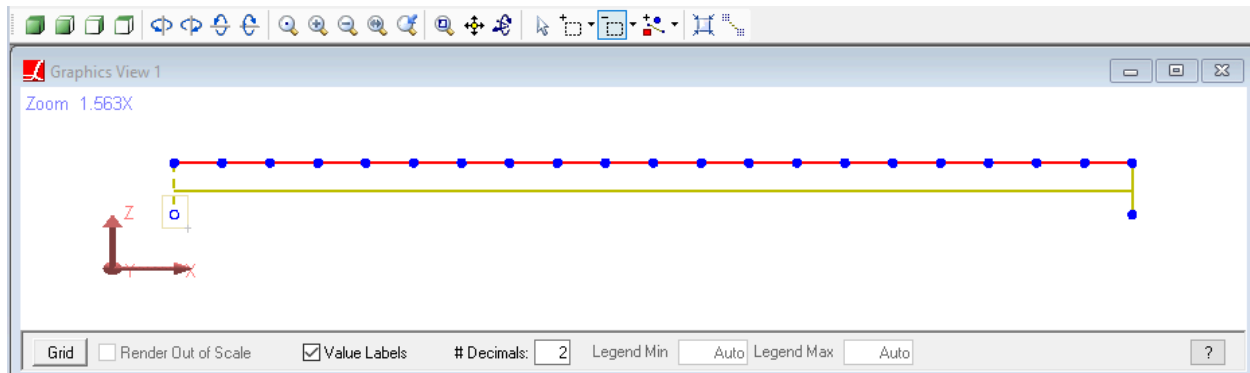 Graphics View 1
Zoom 1.563X
Z
Y X
Grid Render Out of Scale Value Labels # Decimals: 2 Legend Min Auto Legend Max Auto ?